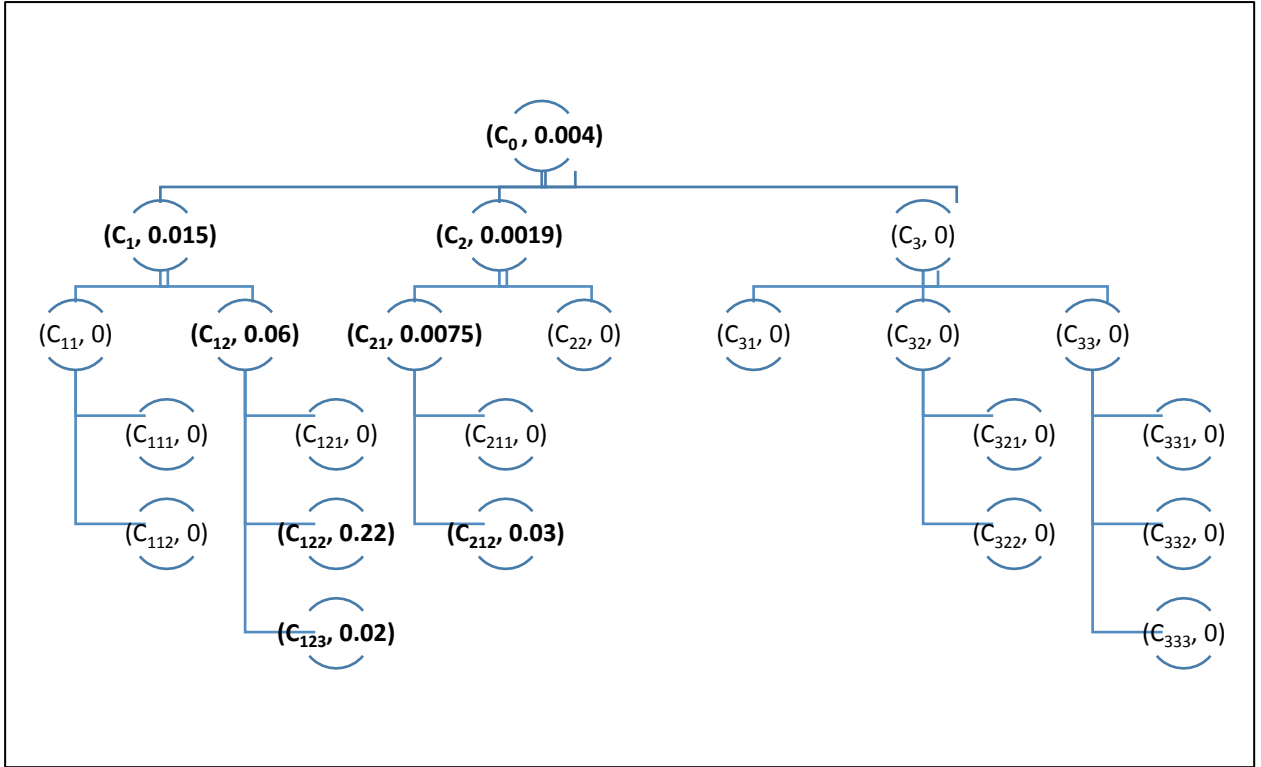 (C₀ , 0.004)
(C₁, 0.015) (C₂, 0.0019) (C₃, 0)
(C₁₁, 0) (C₁₂, 0.06) (C₂₁, 0.0075) (C₂₂, 0) (C₃₁, 0) (C₃₂, 0) (C₃₃, 0)
(C₁₁₁, 0) (C₁₂₁, 0) (C₂₁₁, 0) (C₃₂₁, 0) (C₃₃₁, 0)
(C₁₁₂, 0) (C₁₂₂, 0.22) (C₂₁₂, 0.03) (C₃₂₂, 0) (C₃₃₂, 0)
(C₁₂₃, 0.02) (C₃₃₃, 0)